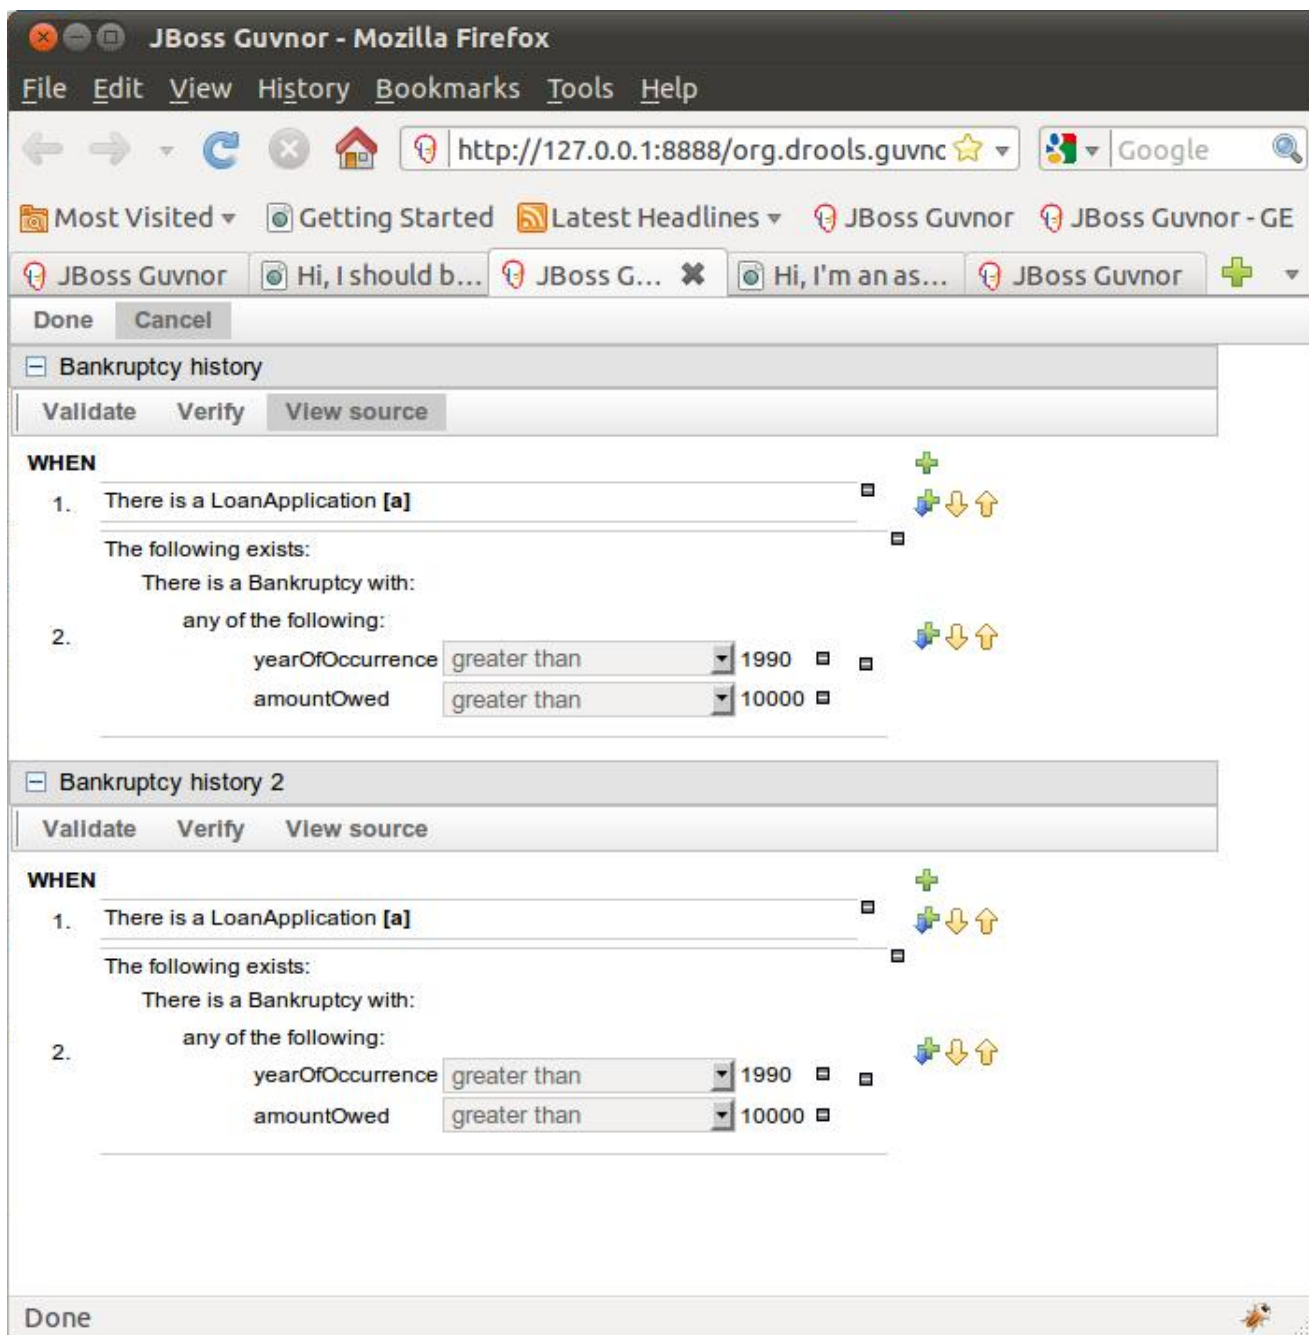 JBoss Guvnor - Mozilla Firefox
File Edit View History Bookmarks Tools Help
http://127.0.0.1:8888/org.drools.guvnc Google
Most Visited Getting Started Latest Headlines JBoss Guvnor JBoss Guvnor - GE
JBoss Guvnor Hi, I should b... JBoss G... Hi, I'm an as... JBoss Guvnor
Done Cancel
Bankruptcy history
Validate Verify View source
WHEN
1. There is a LoanApplication [a]
The following exists:
There is a Bankruptcy with:
any of the following:
2.
yearOfOccurrence greater than 1990
amountOwed greater than 10000
Bankruptcy history 2
Validate Verify View source
WHEN
1. There is a LoanApplication [a]
The following exists:
There is a Bankruptcy with:
any of the following:
2.
yearOfOccurrence greater than 1990
amountOwed greater than 10000
Done